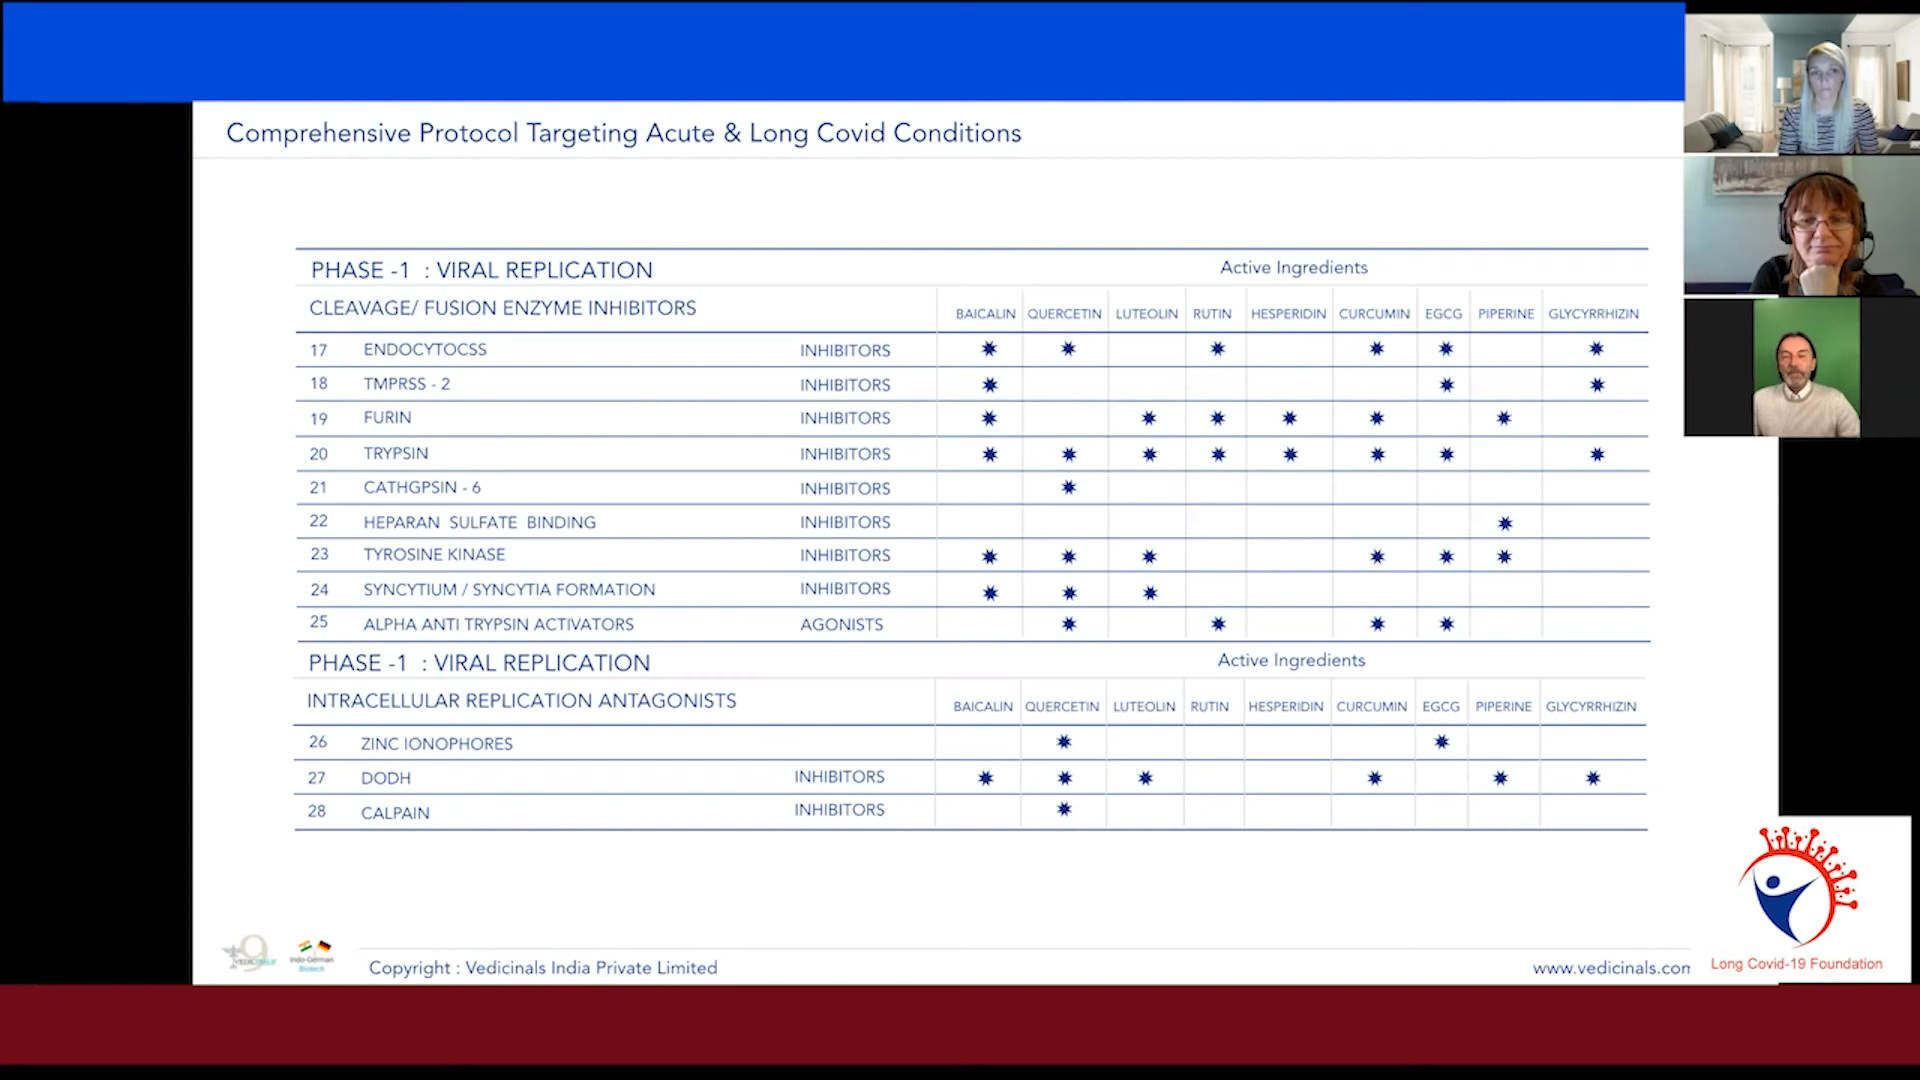 Comprehensive Protocol Targeting Acute & Long Covid Conditions
PHASE -1 : VIRAL REPLICATION Active Ingredients
CLEAVAGE/ FUSION ENZYME INHIBITORS BAICALIN QUERCETIN LUTEOLIN RUTIN HESPERIDIN CURCUMIN EGCG PIPERINE GLYCYRRHIZIN
17 ENDOCYTOCSS INHIBITORS
18 TMPRSS - 2 INHIBITORS
19 FURIN INHIBITORS
20 TRYPSIN INHIBITORS
21 CATHGPSIN - 6 INHIBITORS
22 HEPARAN SULFATE BINDING INHIBITORS
23 TYROSINE KINASE INHIBITORS
24 SYNCYTIUM / SYNCYTIA FORMATION INHIBITORS
25 ALPHA ANTI TRYPSIN ACTIVATORS AGONISTS
PHASE -1 : VIRAL REPLICATION Active Ingredients
INTRACELLULAR REPLICATION ANTAGONISTS BAICALIN QUERCETIN LUTEOLIN RUTIN HESPERIDIN CURCUMIN EGCG PIPERINE GLYCYRRHIZIN
26 ZINC IONOPHORES
27 DODH INHIBITORS
28 CALPAIN INHIBITORS
9
VEDICINALS
Indo-German
Biotech
Copyright : Vedicinals India Private Limited
www.vedicinals.com
Long Covid-19 Foundation